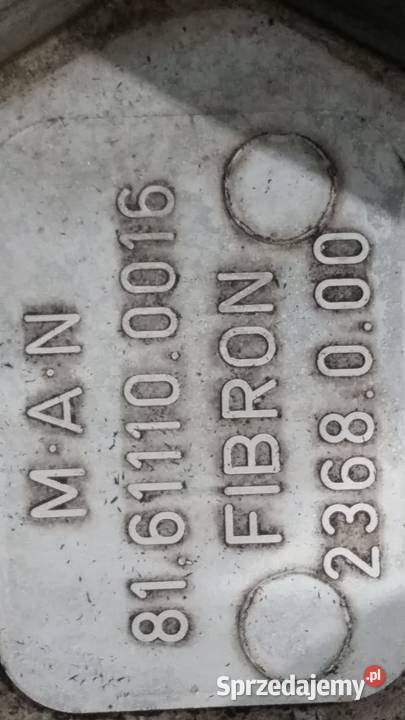 M·A·N
81.61110.0016
FIBRON
2368.0.00
Sprzedajemy.pl